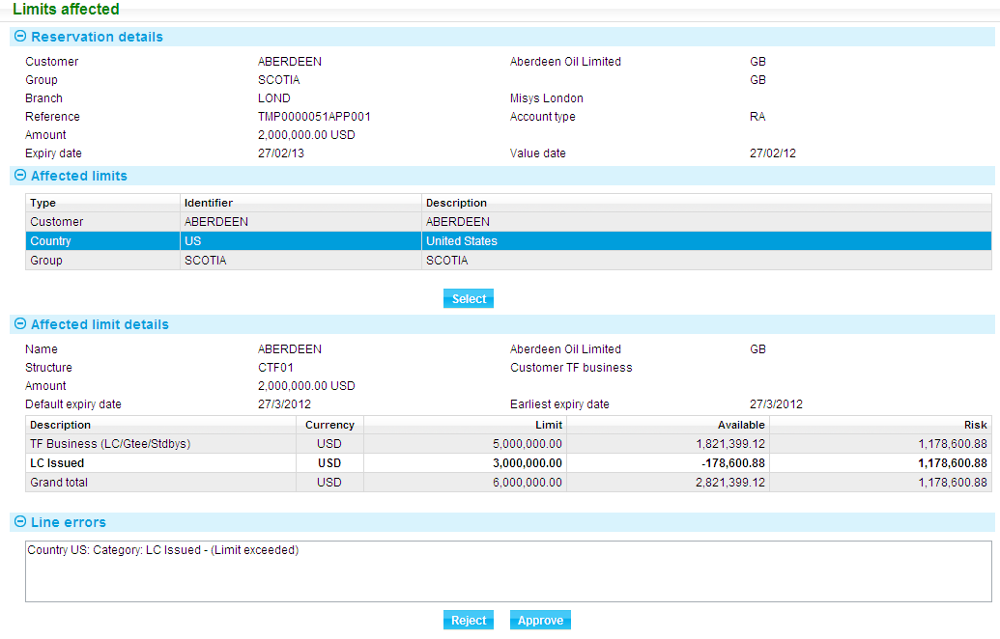 Limits affected
Reservation details
Customer ABERDEEN Aberdeen Oil Limited GB
Group SCOTIA GB
Branch LOND Misys London
Reference TMP0000051APP001 Account type RA
Amount 2,000,000.00 USD
Expiry date 27/02/13 Value date 27/02/12
Affected limits
Type Identifier Description
Customer ABERDEEN ABERDEEN
Country US United States
Group SCOTIA SCOTIA
Select
Affected limit details
Name ABERDEEN Aberdeen Oil Limited GB
Structure CTF01 Customer TF business
Amount 2,000,000.00 USD
Default expiry date 27/3/2012 Earliest expiry date 27/3/2012
Description Currency Limit Available Risk
TF Business (LC/Gtee/Stdbys) USD 5,000,000.00 1,821,399.12 1,178,600.88
LC Issued USD 3,000,000.00 -178,600.88 1,178,600.88
Grand total USD 6,000,000.00 2,821,399.12 1,178,600.88
Line errors
Country US: Category: LC Issued - (Limit exceeded)
Reject Approve